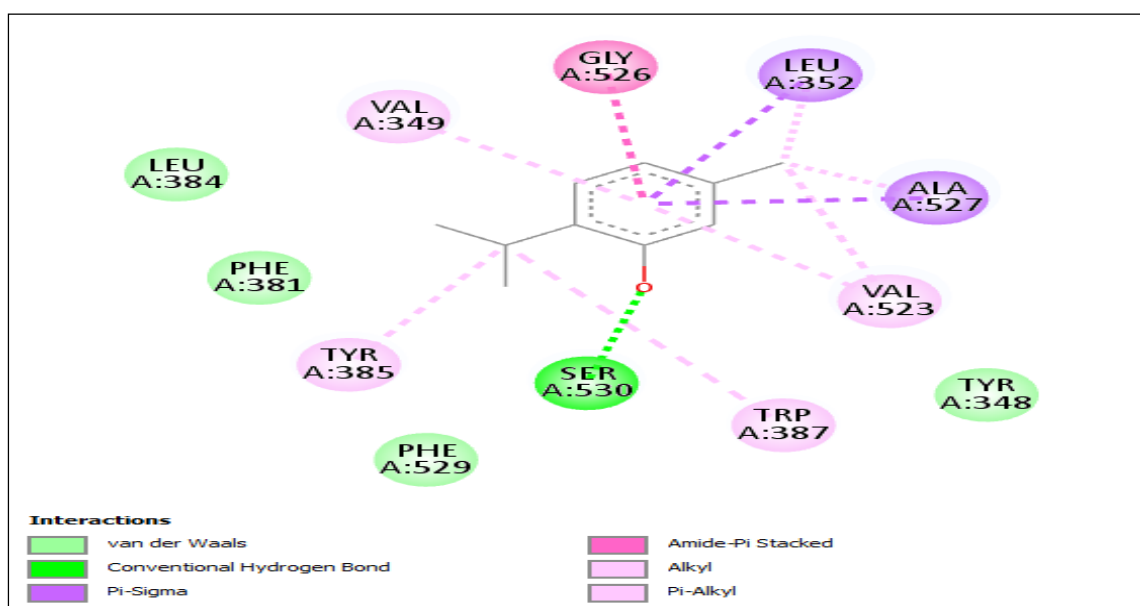 GLY
A:526
LEU
A:352
VAL
A:349
LEU
A:384
ALA
A:527
PHE
A:381
VAL
A:523
TYR
A:385
SER
A:530
TYR
A:348
TRP
A:387
PHE
A:529
O
Interactions
van der Waals
Conventional Hydrogen Bond
Pi-Sigma
Amide-Pi Stacked
Alkyl
Pi-Alkyl